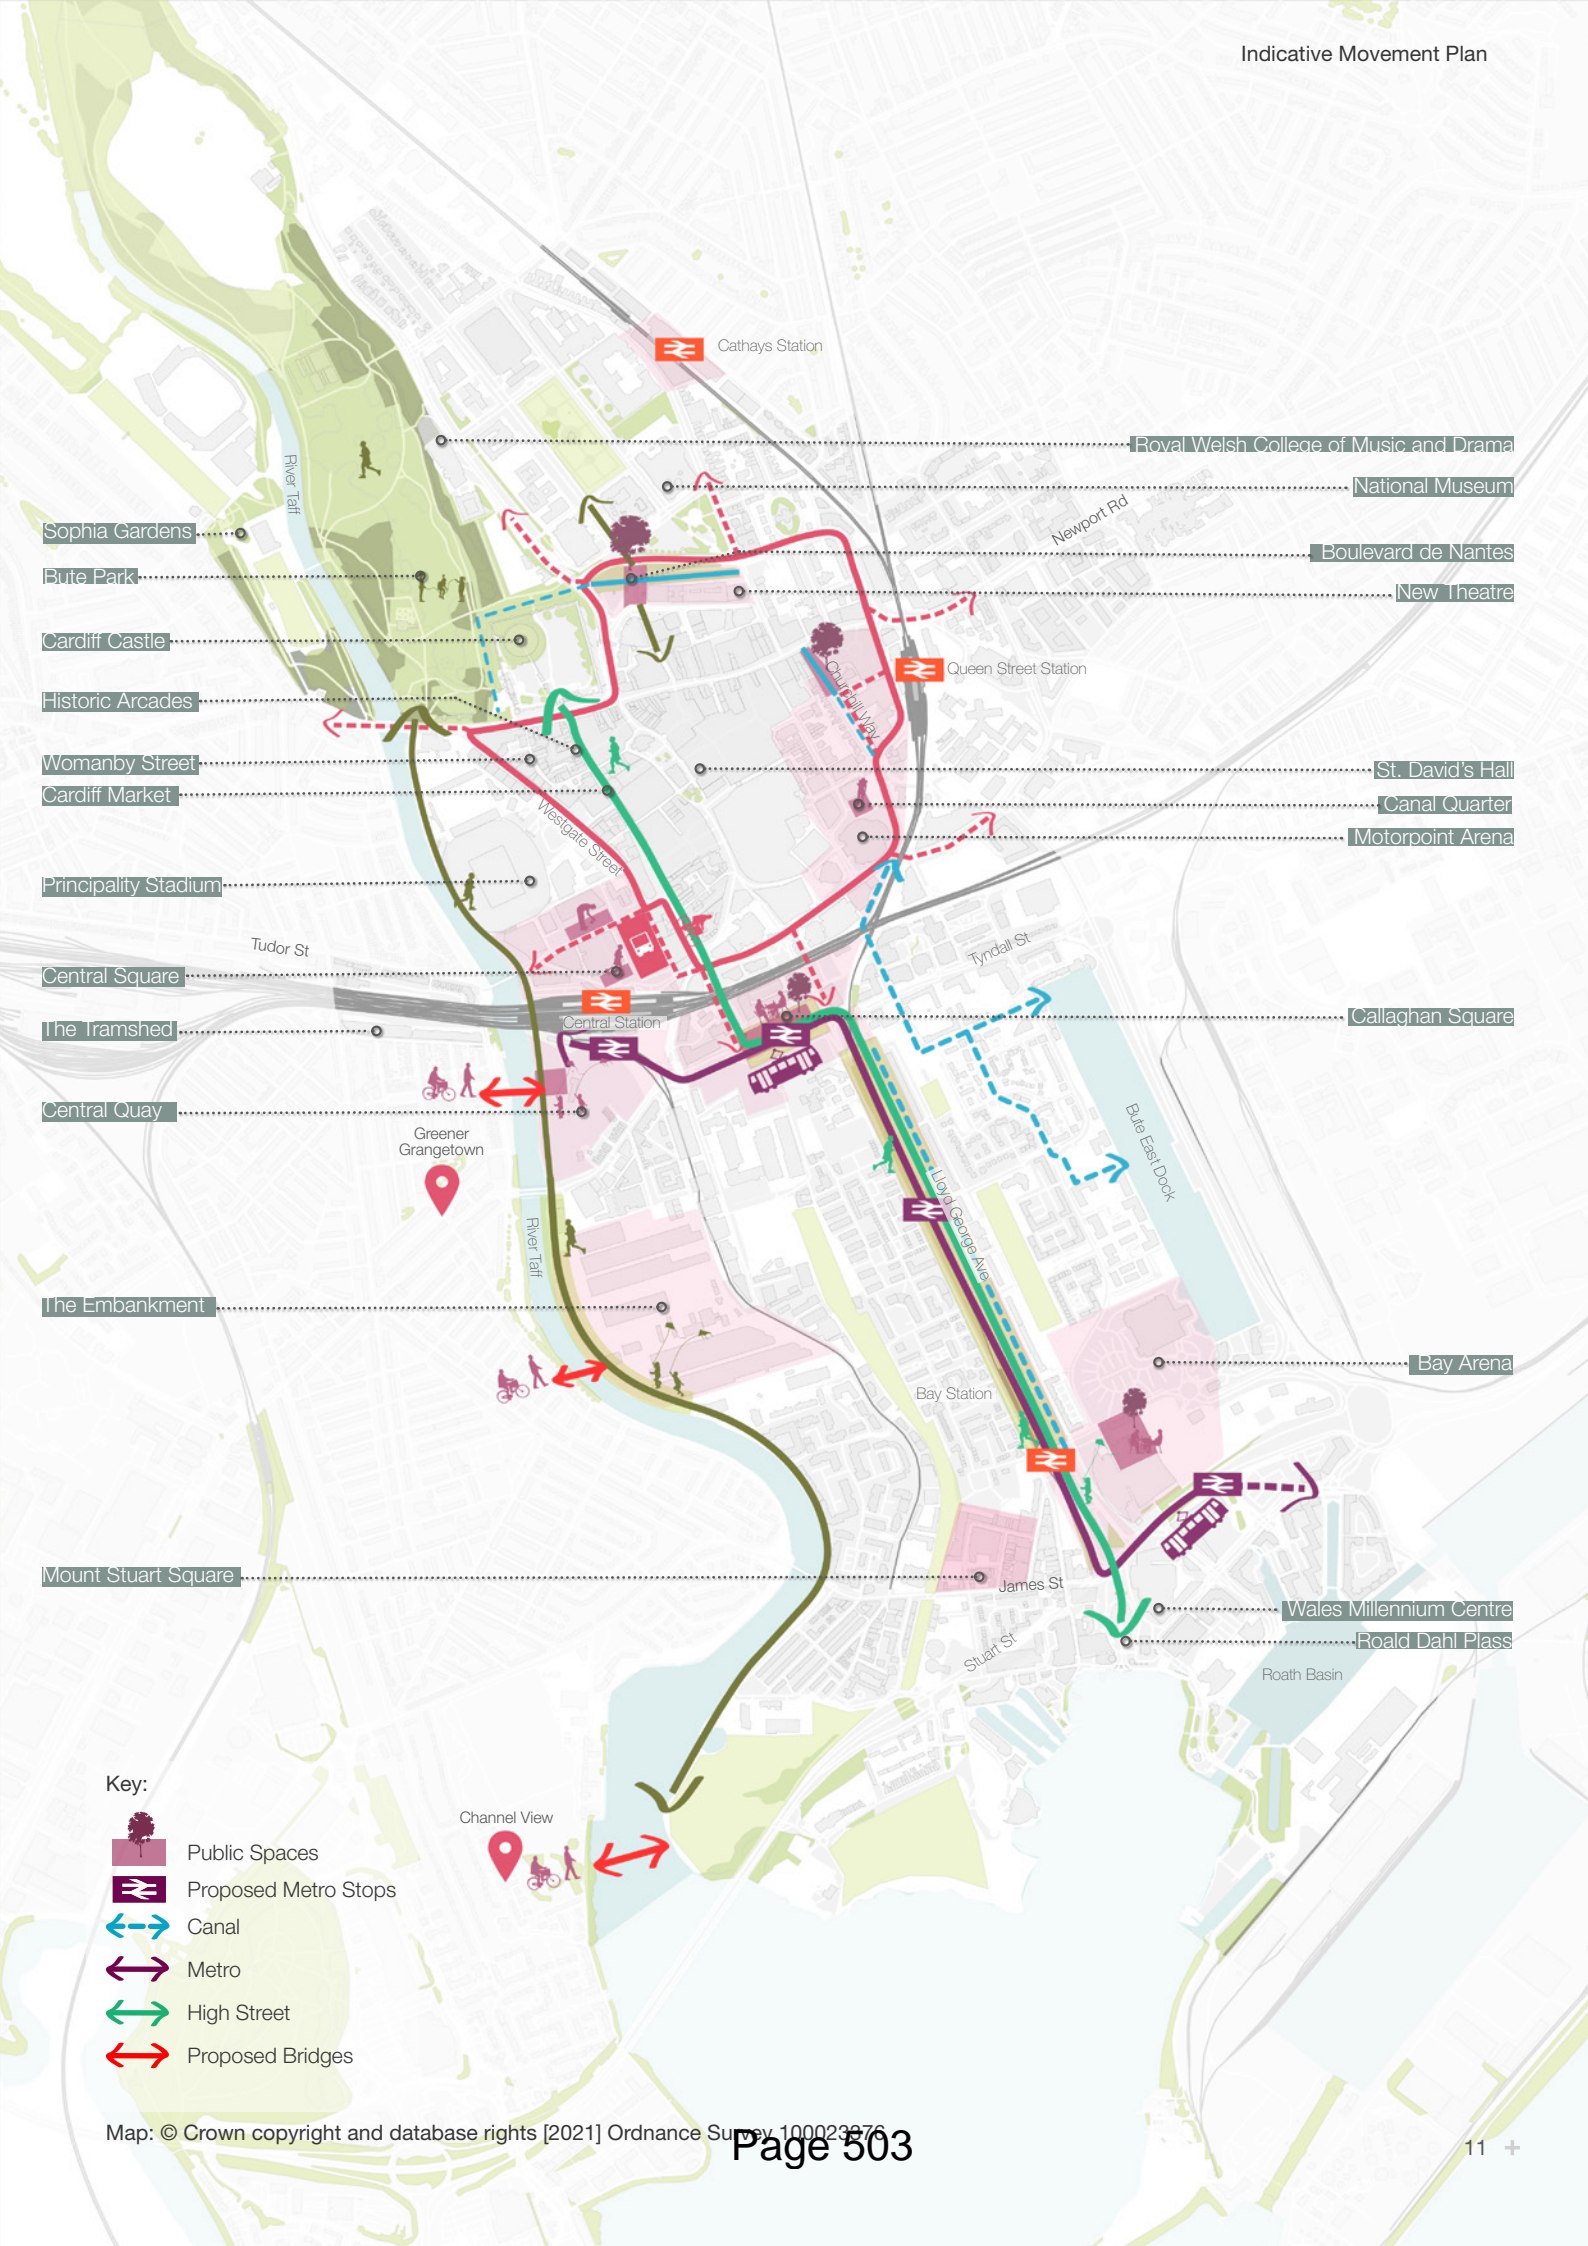 Indicative Movement Plan
Cathays Station
Royal Welsh College of Music and Drama
National Museum
Newport Rd
River Taff
Sophia Gardens
Boulevard de Nantes
Bute Park
New Theatre
Cardiff Castle
Queen Street Station
Churchill Way
Historic Arcades
Womanby Street
St. David's Hall
Cardiff Market
Canal Quarter
Westgate Street
Motorpoint Arena
Principality Stadium
Tudor St
Tyndall St
Central Square
Central Station
The Tramshed
Callaghan Square
Central Quay
Greener
Grangetown
Bute East Dock
Lloyd George Ave
River Taff
The Embankment
Bay Arena
Bay Station
Mount Stuart Square
James St
Wales Millennium Centre
Roald Dahl Plass
Stuart St
Roath Basin
Key:
Channel View
Public Spaces
Proposed Metro Stops
Canal
Metro
High Street
Proposed Bridges
Map: © Crown copyright and database rights [2021] Ordnance Survey 100023376
Page 503
11 +